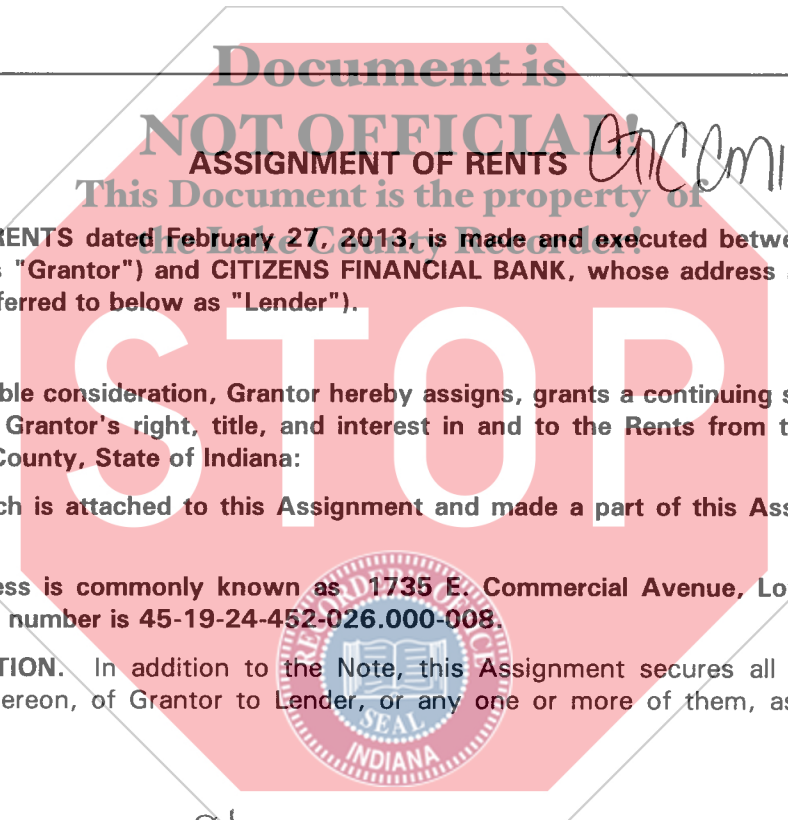 Document is
NOT OFFICIAL!
ASSIGNMENT OF RENTS
This Document is the property of
the Lake County Recorder!
RENTS dated February 27, 2013, is made and executed betwe
s "Grantor") and CITIZENS FINANCIAL BANK, whose address
ferred to below as "Lender").
STOP
ble consideration, Grantor hereby assigns, grants a continuing s
Grantor's right, title, and interest in and to the Rents from t
County, State of Indiana:
ch is attached to this Assignment and made a part of this Ass
ess is commonly known as 1735 E. Commercial Avenue, Lo
number is 45-19-24-452-026.000-008.
TION. In addition to the Note, this Assignment secures all
ereon, of Grantor to Lender, or any one or more of them, as
RECORDER'S OFFICE
SEAL
INDIANA